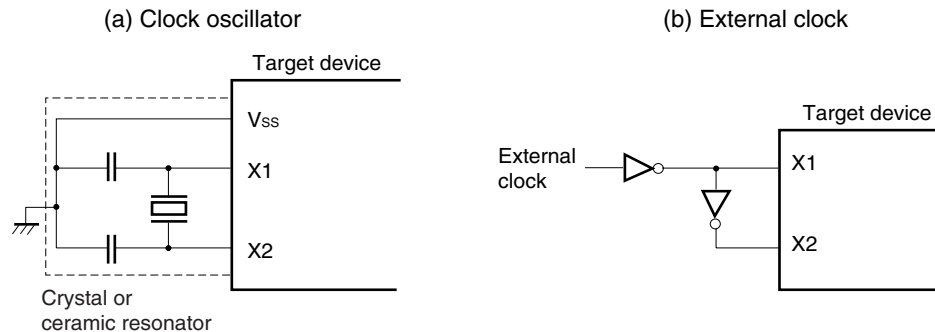 (a) Clock oscillator
Target device
VSS
X1
X2
Crystal or
ceramic resonator
(b) External clock
Target device
External
clock
X1
X2